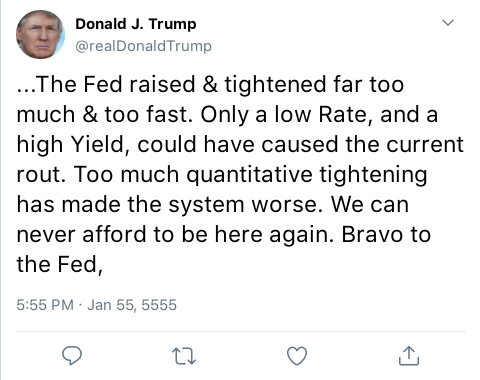 Donald J. Trump
@realDonaldTrump
...The Fed raised & tightened far too
much & too fast. Only a low Rate, and a
high Yield, could have caused the current
rout. Too much quantitative tightening
has made the system worse. We can
never afford to be here again. Bravo to
the Fed,
5:55 PM · Jan 55, 5555